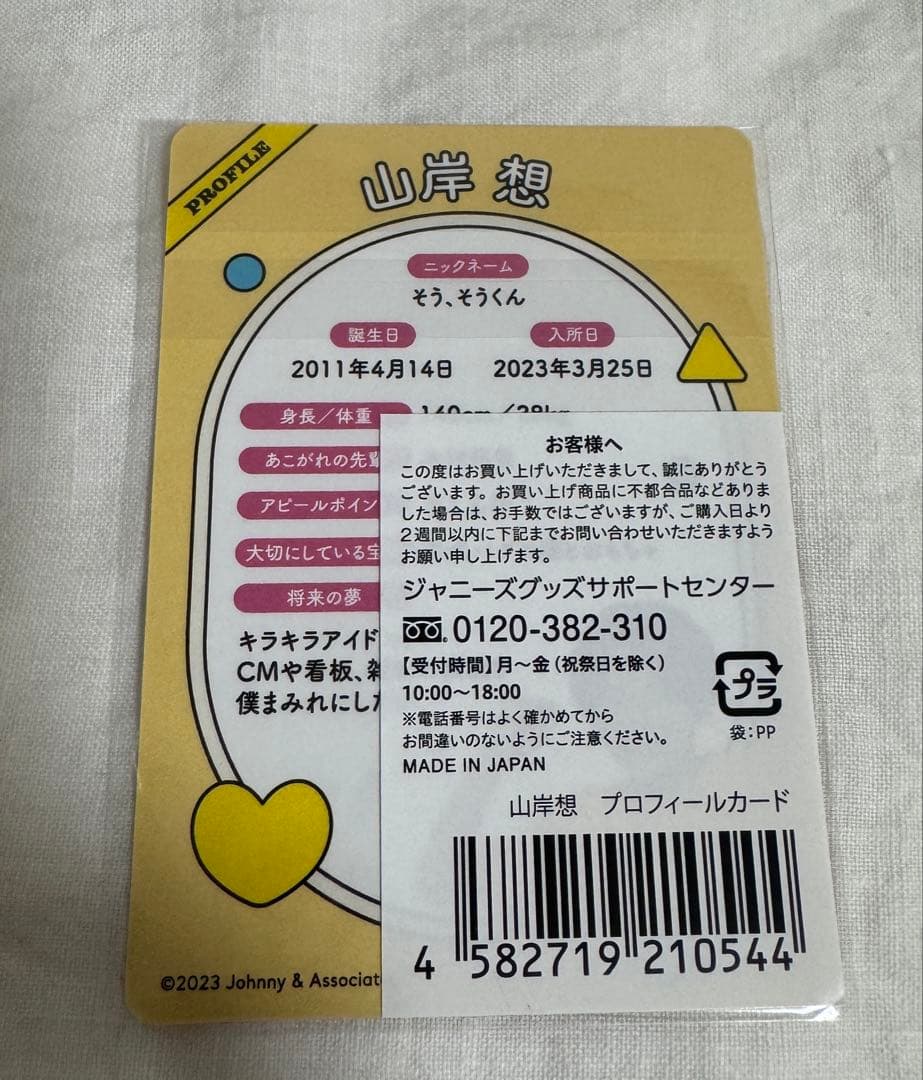 PROFILE
山岸 想
ニックネーム
そう、そうくん
誕生日
2011年4月14日
入所日
2023年3月25日
身長／体重
あこがれの先輩
アピールポイン
大切にしている宝
将来の夢
キラキラアイド
CMや看板、雑
僕まみれにした
©2023 Johnny & Associat
お客様へ
この度はお買い上げいただきまして、誠にありがとう
ございます。お買い上げ商品に不都合品などありま
した場合は、お手数ではございますが、ご購入日より
2週間以内に下記までお問い合わせいただきますよう
お願い申し上げます。
ジャニーズグッズサポートセンター
0120-382-310
【受付時間】月〜金（祝祭日を除く）
10:00〜18:00
※電話番号はよく確かめてから
お間違いのないようにご注意ください。
MADE IN JAPAN
プラ
袋：PP
山岸想　プロフィールカード
4 582719 210544